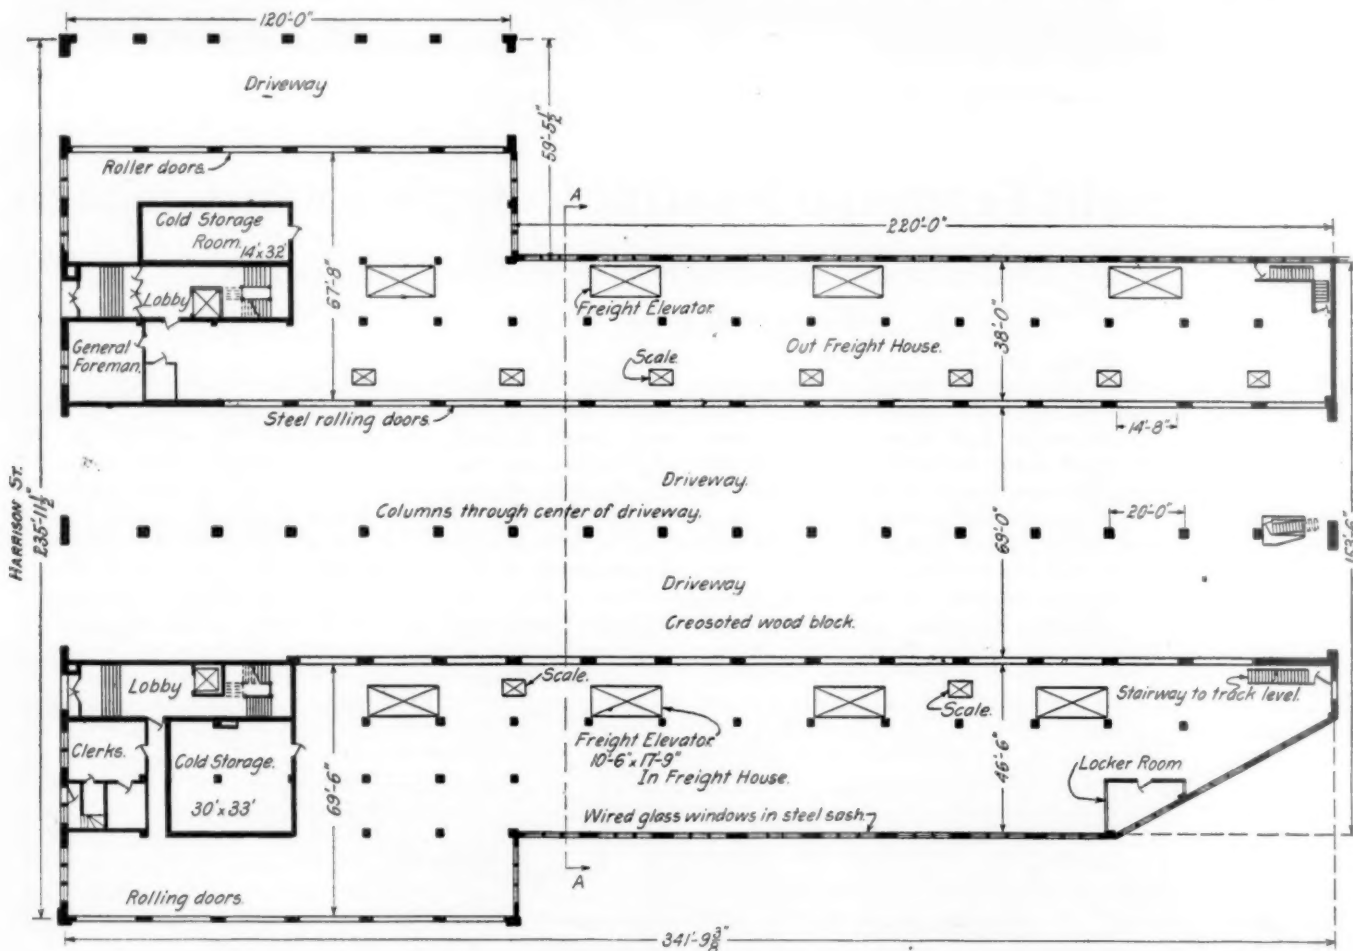 120'-0"
Driveway
59'-5½"
Roller doors.
A
Cold Storage
Room.
14'x32'
220'-0"
67'-8"
Lobby
Freight Elevator.
General
Foreman.
Scale
Out Freight House.
38'-0"
Steel rolling doors.
14'-8"
HARRISON ST.
235'-11½"
Driveway.
Columns through center of driveway.
20'-0"
69'-0"
153'-6"
Driveway
Creosoted wood block.
Lobby
Scale.
Scale.
Stairway to track level.
Clerks.
Cold Storage.
30'x33'
69'-6"
Freight Elevator.
10'-6"x17'-9"
In Freight House.
46'-6"
Locker Room
Wired glass windows in steel sash.
A
Rolling doors.
341'-9⅜"